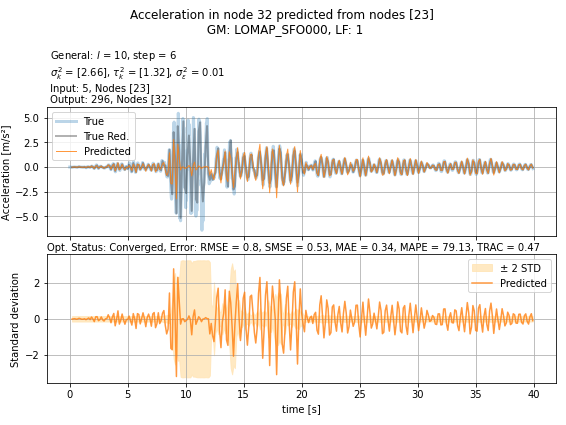 Acceleration in node 32 predicted from nodes [23]
GM: LOMAP_SFO000, LF: 1
General: l = 10, step = 6
σₖ² = [2.66], τₖ² = [1.32], σ_ε² = 0.01
Input: 5, Nodes [23]
Output: 296, Nodes [32]
Acceleration [m/s²]
5.0
2.5
0.0
−2.5
−5.0
True
True Red.
Predicted
Opt. Status: Converged, Error: RMSE = 0.8, SMSE = 0.53, MAE = 0.34, MAPE = 79.13, TRAC = 0.47
Standard deviation
2
0
−2
± 2 STD
Predicted
0 5 10 15 20 25 30 35 40
time [s]